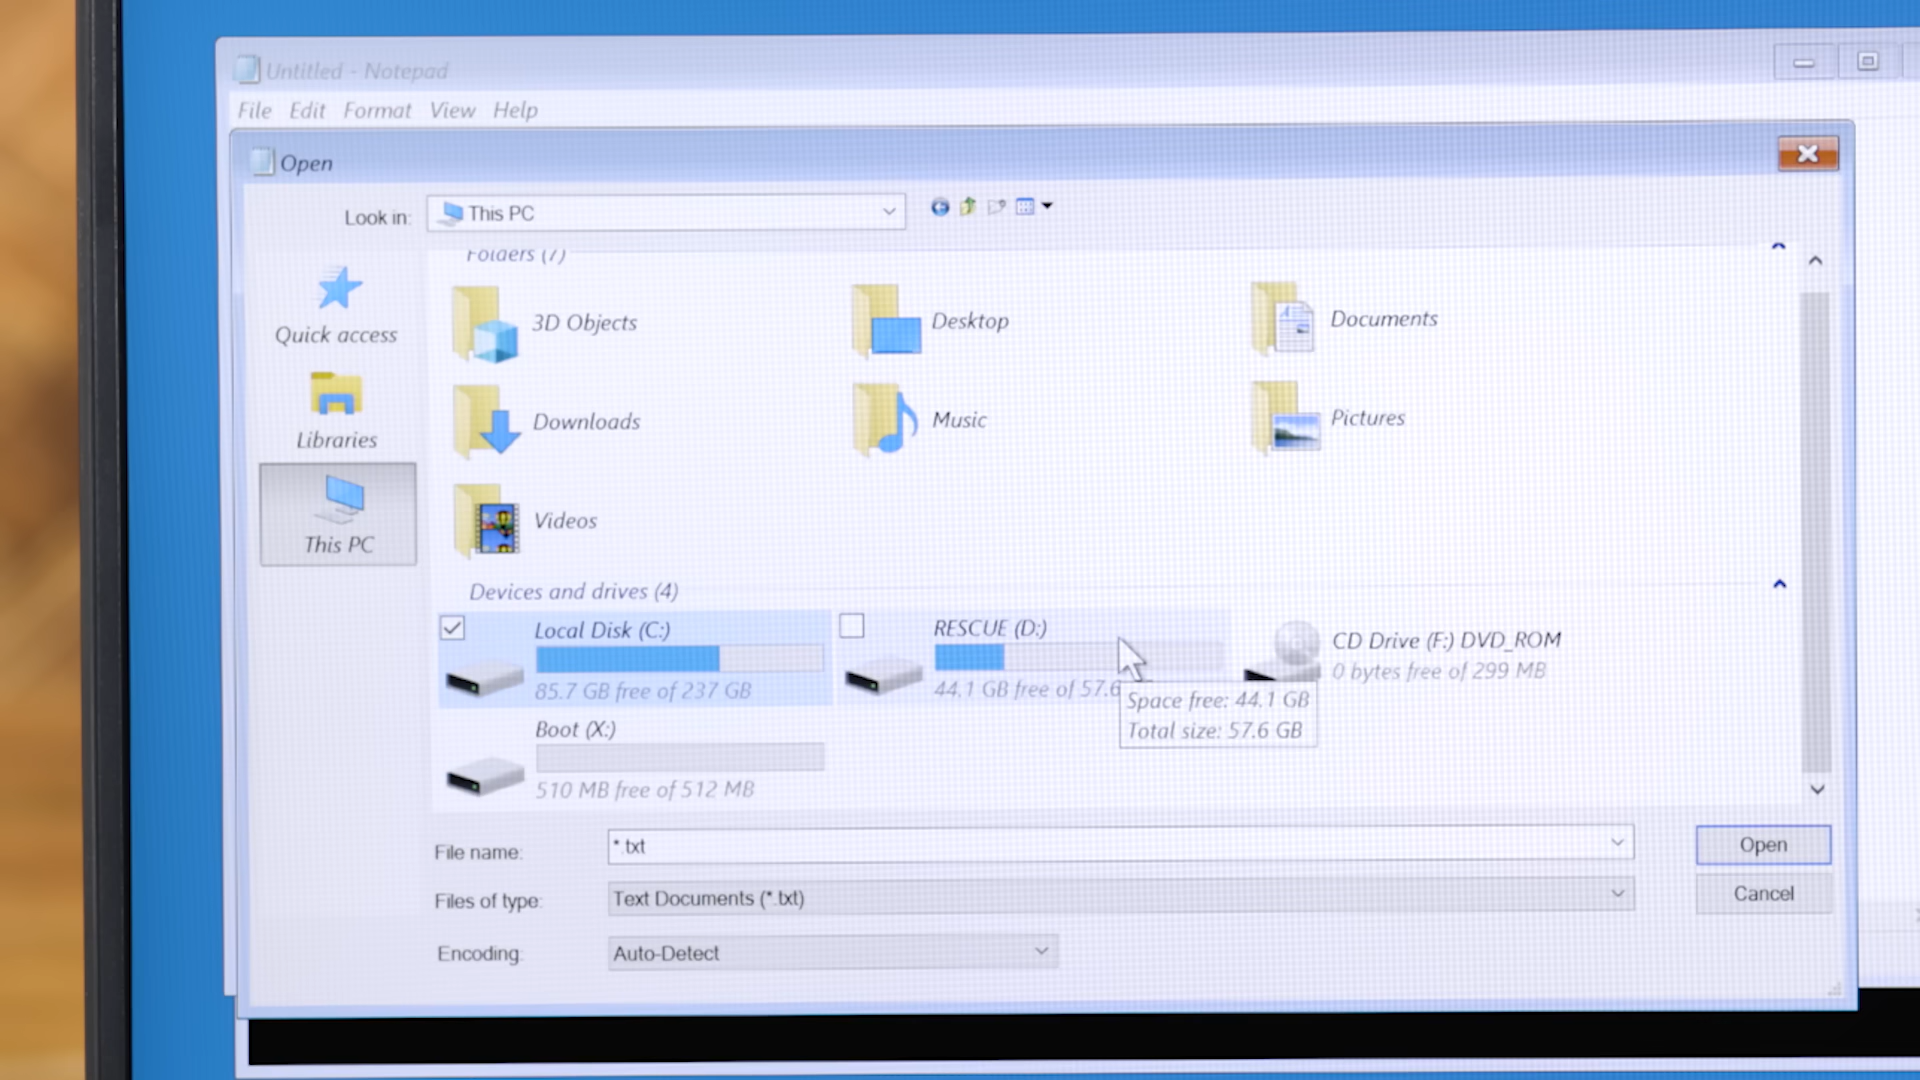 Untitled - Notepad
File Edit Format View Help
Open
Look in: This PC
Folders (7)
Quick access
Libraries
This PC
3D Objects
Desktop
Documents
Downloads
Music
Pictures
Videos
Devices and drives (4)
Local Disk (C:)
85.7 GB free of 237 GB
RESCUE (D:)
44.1 GB free of 57.6
CD Drive (F:) DVD_ROM
0 bytes free of 299 MB
Space free: 44.1 GB
Total size: 57.6 GB
Boot (X:)
510 MB free of 512 MB
File name: *.txt
Open
Files of type: Text Documents (*.txt)
Cancel
Encoding: Auto-Detect